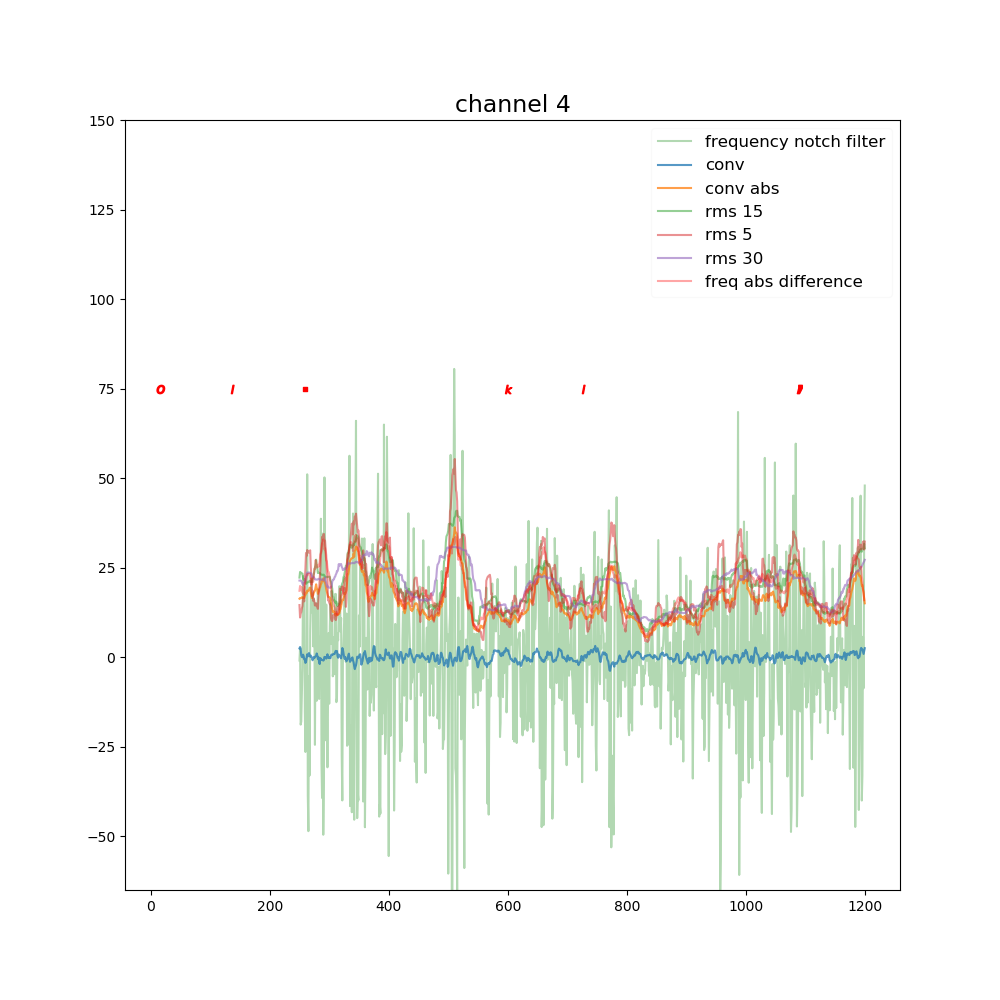 channel 4
150
125
100
75
50
25
0
−25
−50
0 200 400 600 800 1000 1200
frequency notch filter
conv
conv abs
rms 15
rms 5
rms 30
freq abs difference
o l . k l